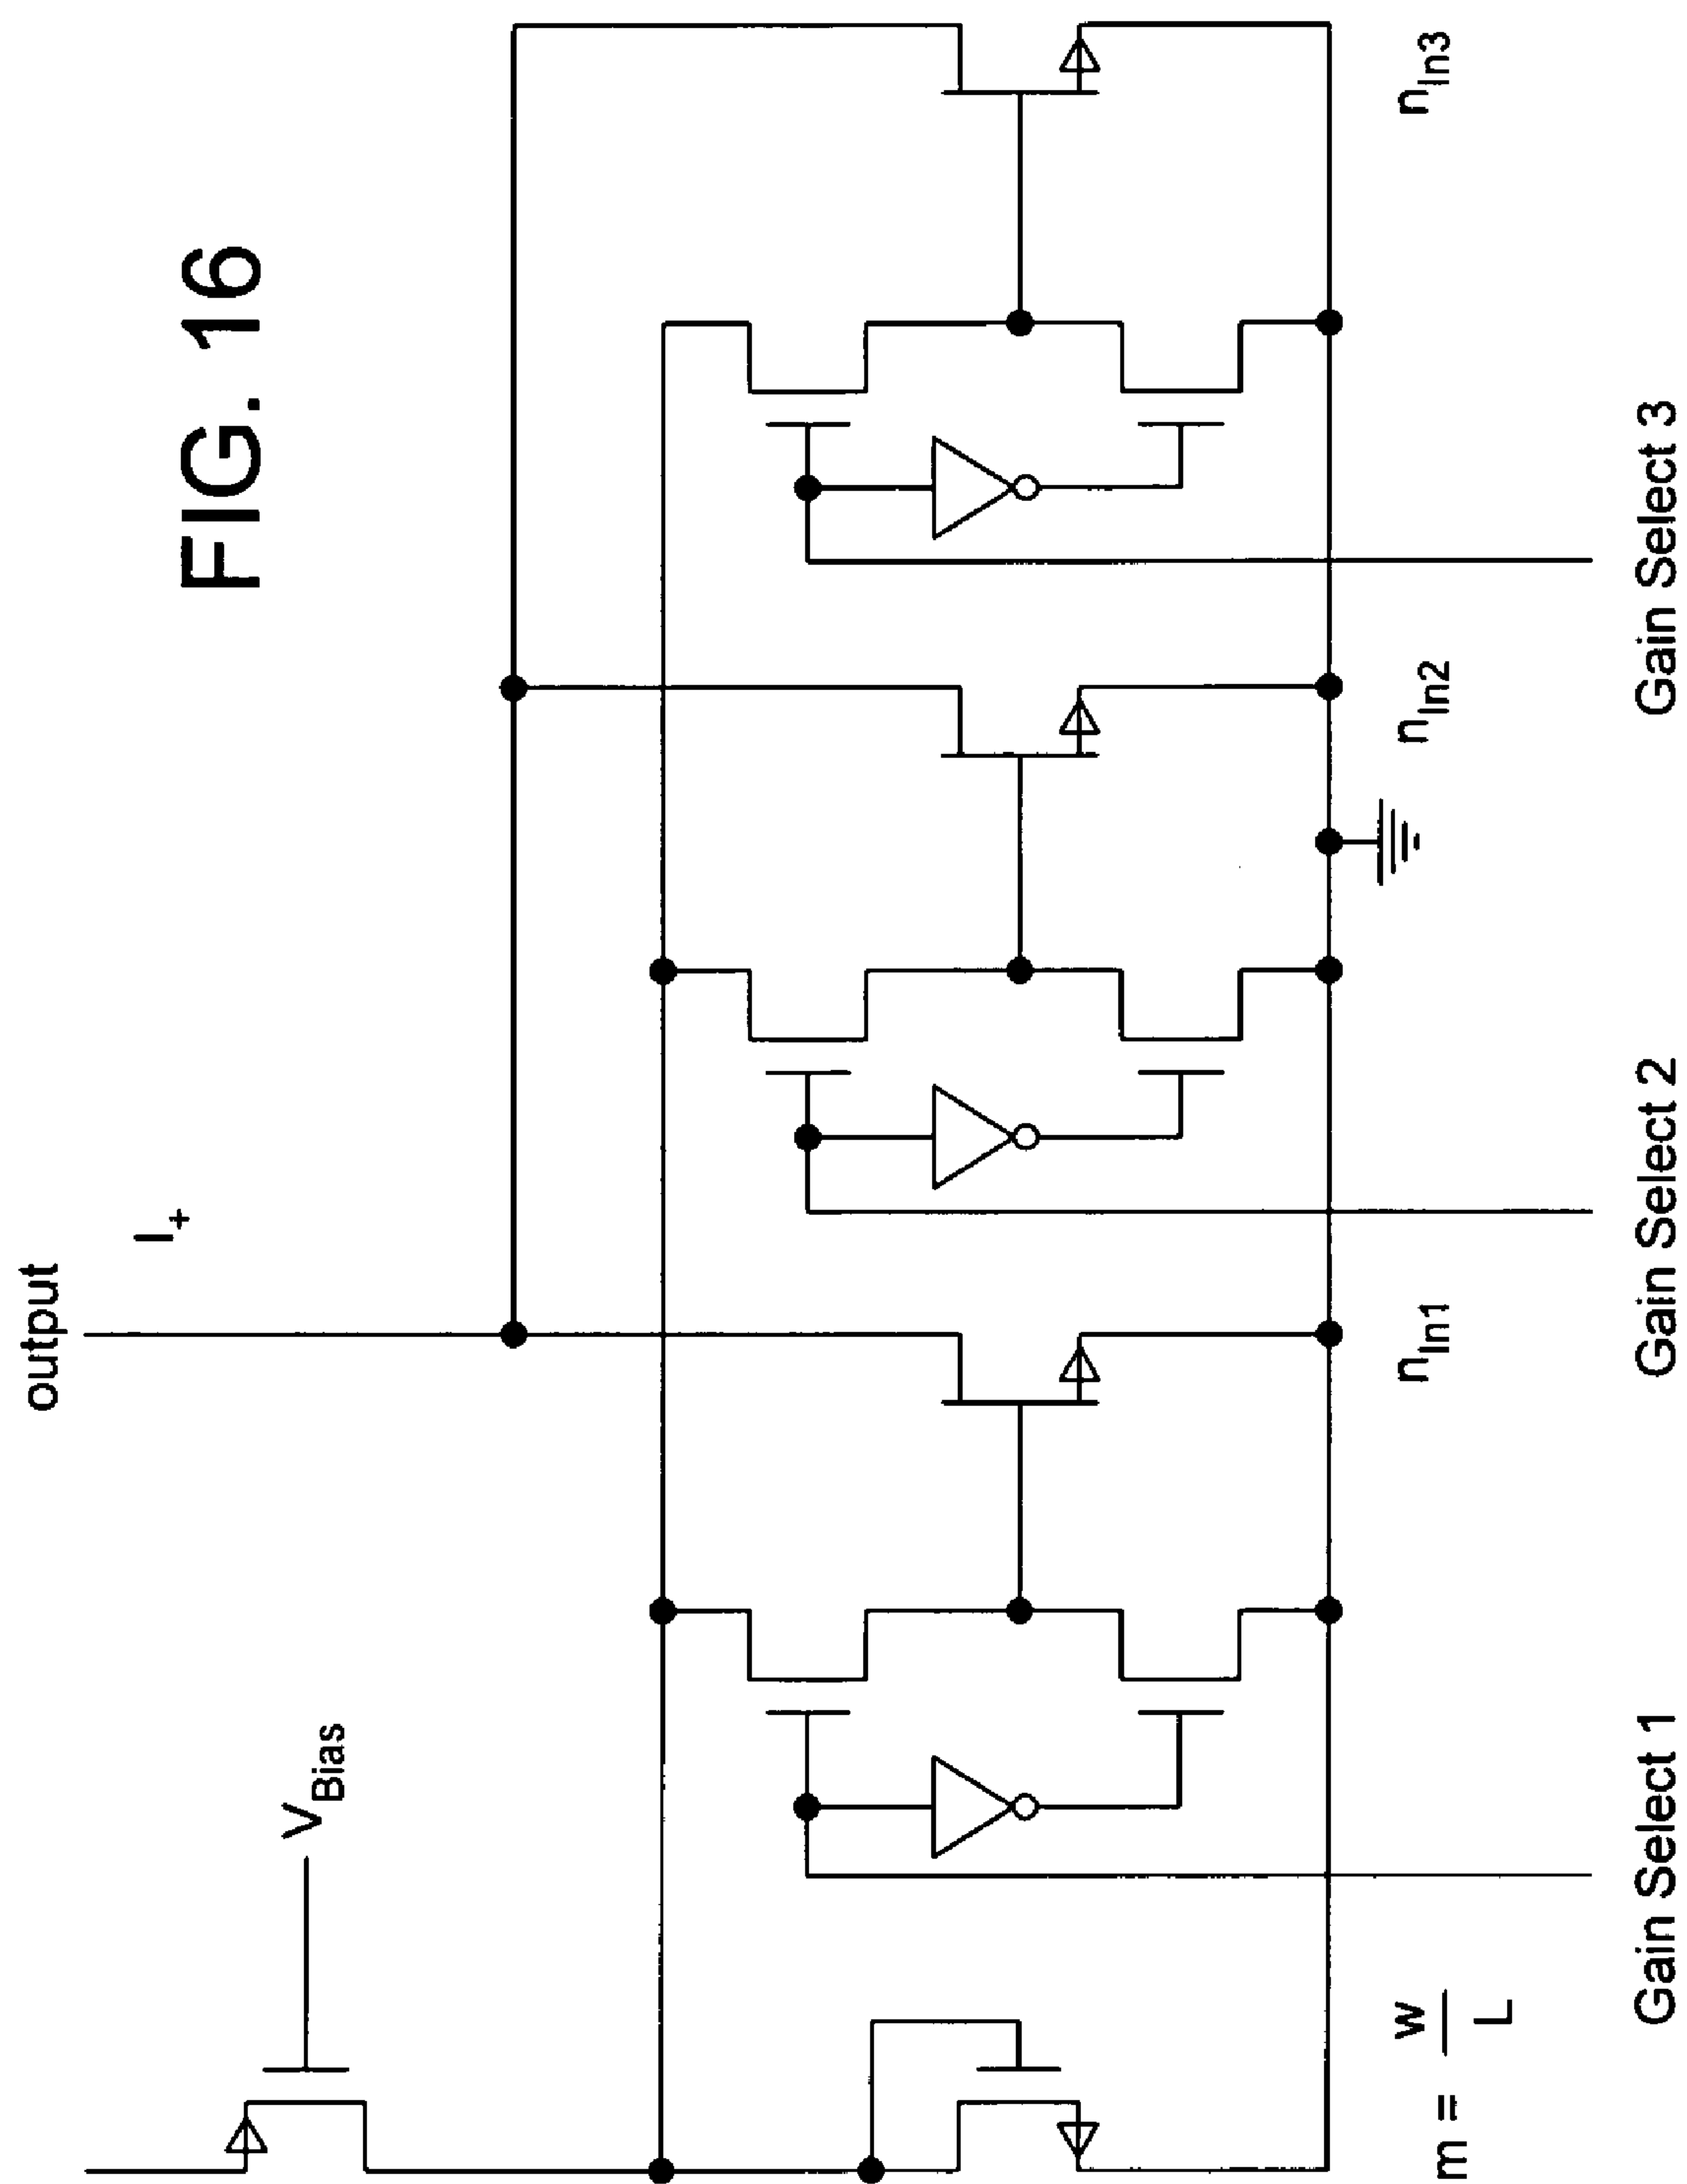 FIG. 16
output
I+
VBias
m = w/L
nIn1
nIn2
nIn3
Gain Select 1
Gain Select 2
Gain Select 3